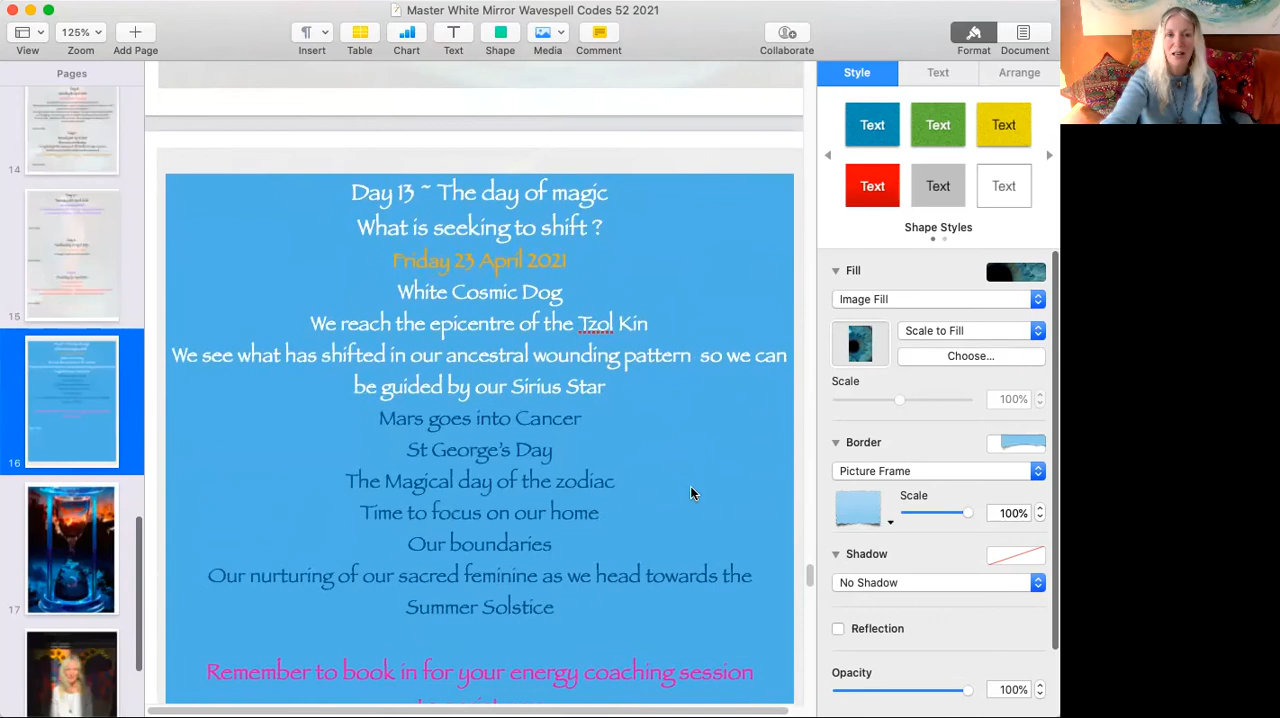 Master White Mirror Wavespell Codes 52 2021
125%
View
Zoom
Add Page
Insert
Table
Chart
Text
Shape
Media
Comment
Collaborate
Format
Document
Pages
14
15
16
17
Day 13 ~ The day of magic
What is seeking to shift ?
Friday 23 April 2021
White Cosmic Dog
We reach the epicentre of the Tzol Kin
We see what has shifted in our ancestral wounding pattern so we can
be guided by our Sirius Star
Mars goes into Cancer
St George's Day
The Magical day of the zodiac
Time to focus on our home
Our boundaries
Our nurturing of our sacred feminine as we head towards the
Summer Solstice
Remember to book in for your energy coaching session
Style
Text
Arrange
Text
Text
Text
Text
Text
Text
Shape Styles
Fill
Image Fill
Scale to Fill
Choose...
Scale
100%
Border
Picture Frame
Scale
100%
Shadow
No Shadow
Reflection
Opacity
100%